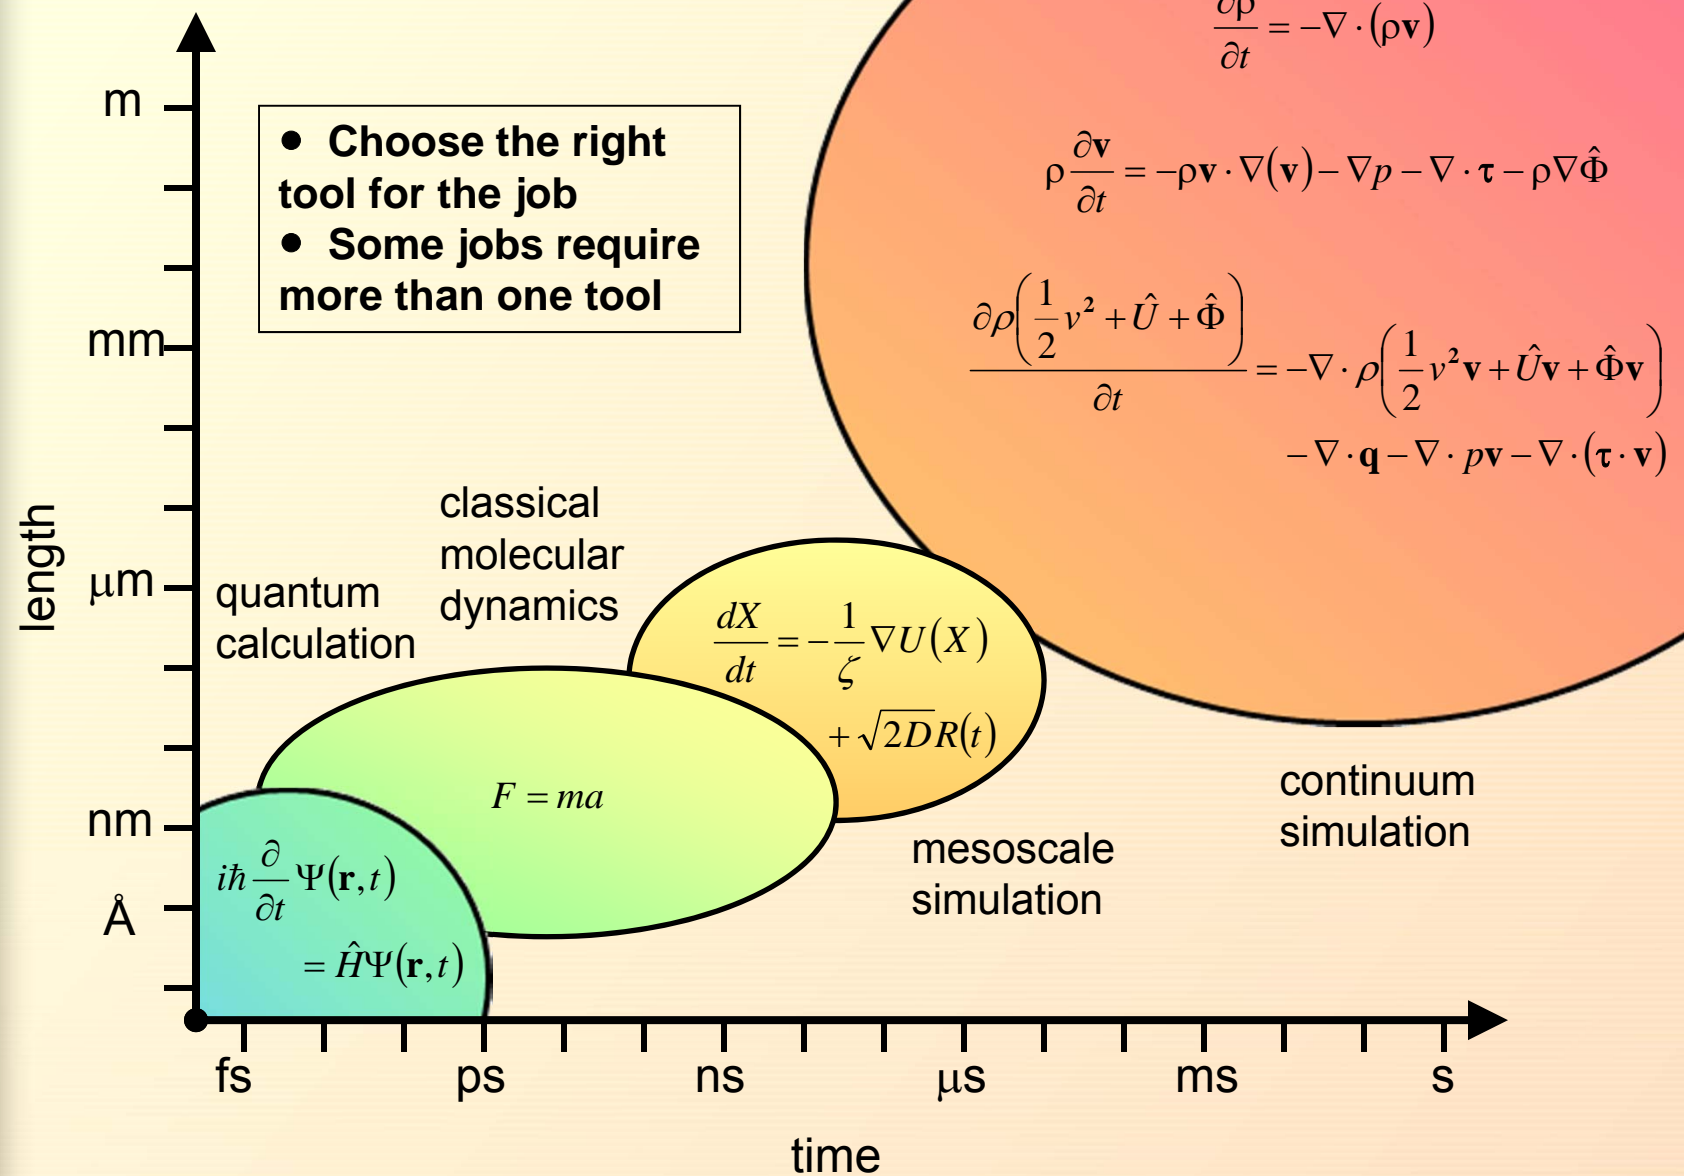 ∂ρ/∂t = −∇ · (ρv)
m
• Choose the right
tool for the job
• Some jobs require
more than one tool
ρ ∂v/∂t = −ρv · ∇(v) − ∇p − ∇ · τ − ρ∇Φ̂
mm
∂ρ(1/2 v² + Û + Φ̂)/∂t = −∇ · ρ(1/2 v²v + Ûv + Φ̂v)
− ∇ · q − ∇ · pv − ∇ · (τ · v)
length
classical
molecular
dynamics
μm
quantum
calculation
dX/dt = −1/ζ ∇U(X)
+ √2D R(t)
F = ma
continuum
simulation
nm
mesoscale
simulation
iħ ∂/∂t Ψ(r,t)
= ĤΨ(r,t)
Å
fs ps ns μs ms s
time